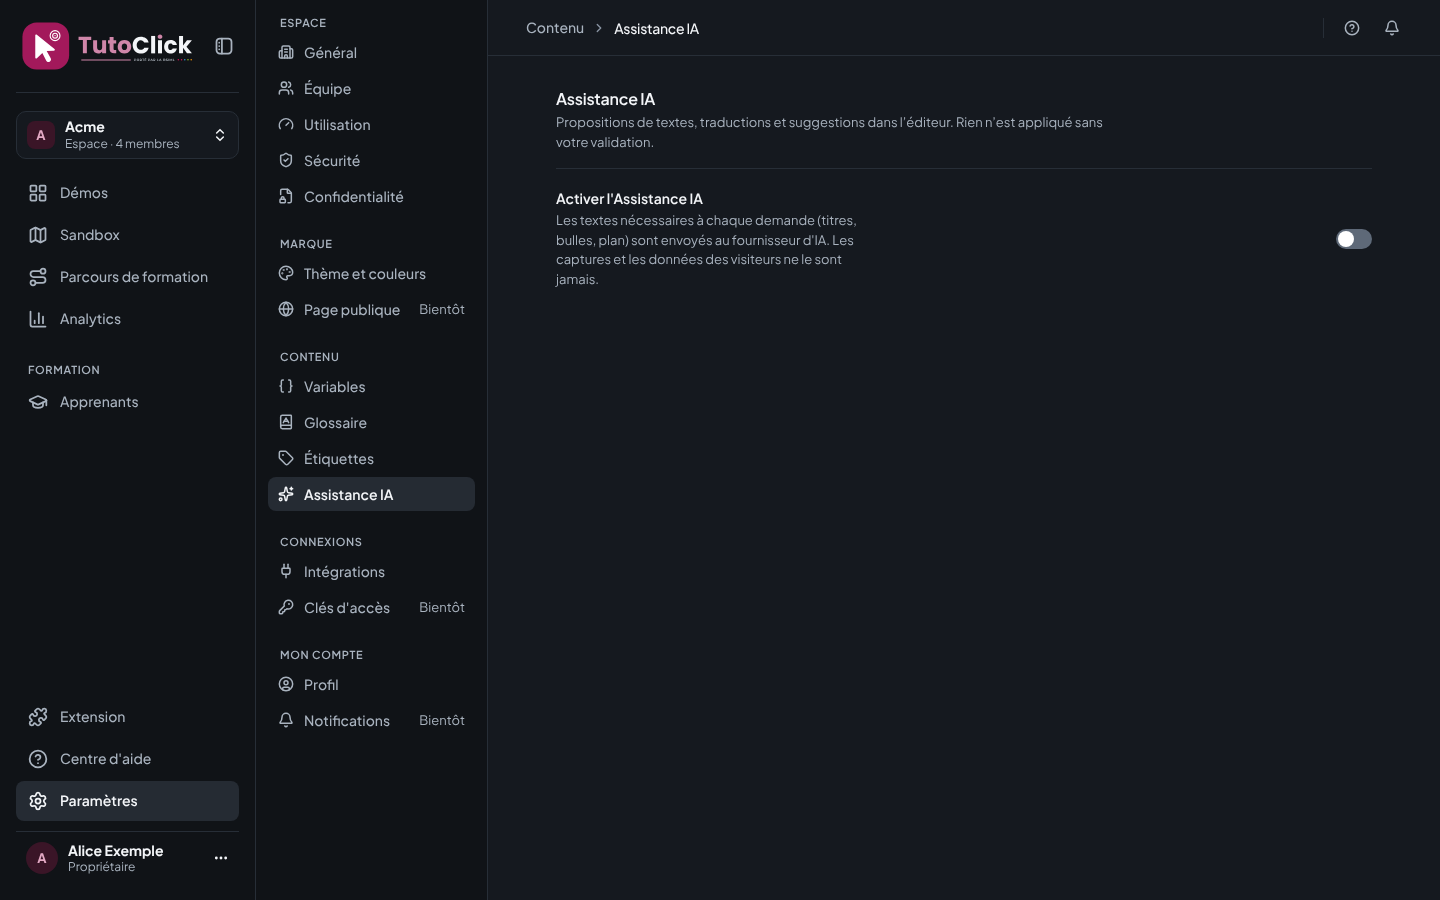 TutoClick
Acme
Espace · 4 membres
Démos
Sandbox
Parcours de formation
Analytics
FORMATION
Apprenants
Extension
Centre d'aide
Paramètres
Alice Exemple
Propriétaire
ESPACE
Général
Équipe
Utilisation
Sécurité
Confidentialité
MARQUE
Thème et couleurs
Page publique Bientôt
CONTENU
Variables
Glossaire
Étiquettes
Assistance IA
CONNEXIONS
Intégrations
Clés d'accès Bientôt
MON COMPTE
Profil
Notifications Bientôt
Contenu > Assistance IA
Assistance IA
Propositions de textes, traductions et suggestions dans l'éditeur. Rien n'est appliqué sans
votre validation.
Activer l'Assistance IA
Les textes nécessaires à chaque demande (titres,
bulles, plan) sont envoyés au fournisseur d'IA. Les
captures et les données des visiteurs ne le sont
jamais.